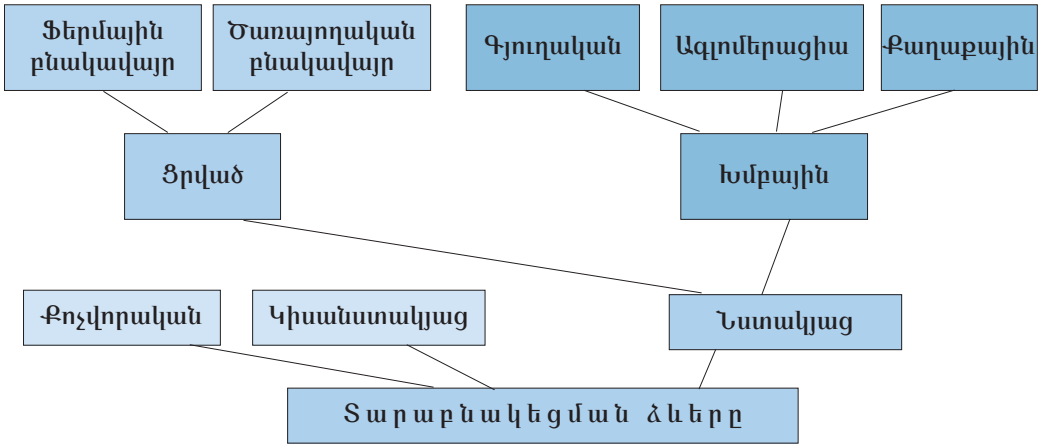 Ֆերմային
բնակավայր
Ծառայողական
բնակավայր
Գյուղական
Ագլոմերացիա
Քաղաքային
Ցրված
Խմբային
Քոչվորական
Կիսանստակյաց
Նստակյաց
Տարաբնակեցման ձևերը